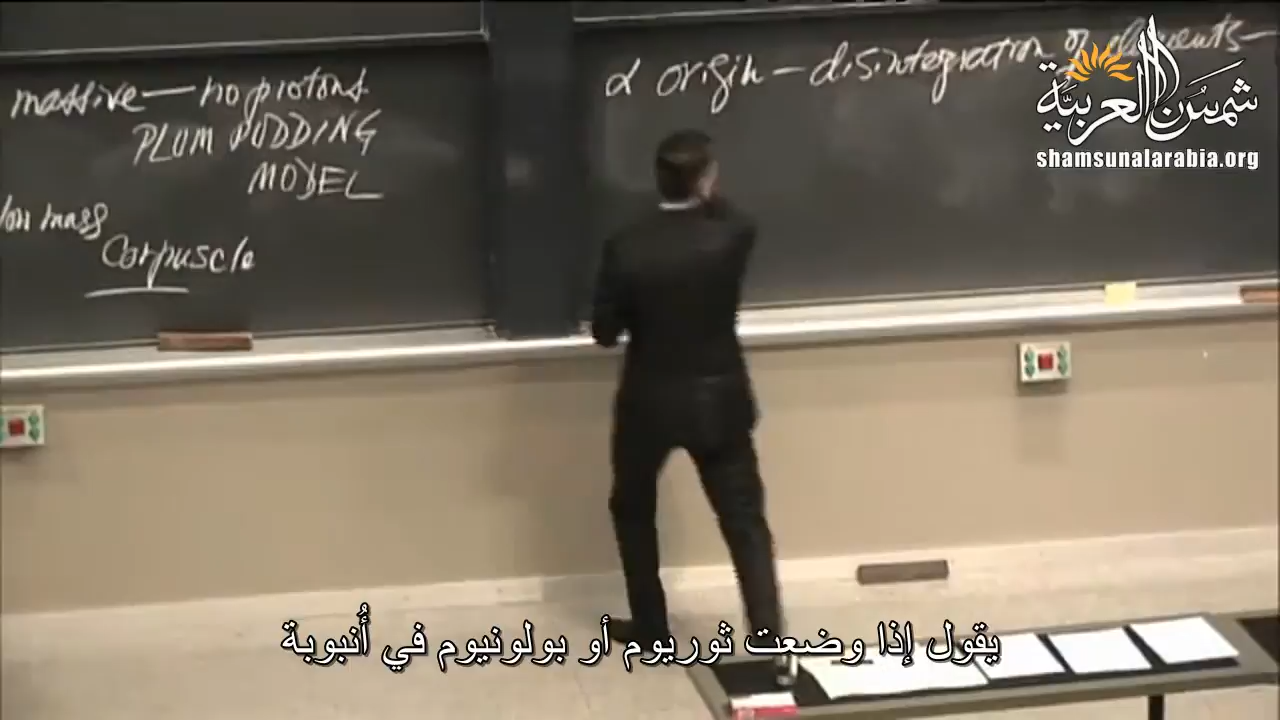 massive — no protons
PLUM PUDDING
MODEL
mass
Corpuscle
α origin — disintegration of elements —
شمس العربية
shamsunalarabia.org
يقول إذا وضعت ثوريوم أو بولونيوم في أُنبوبة